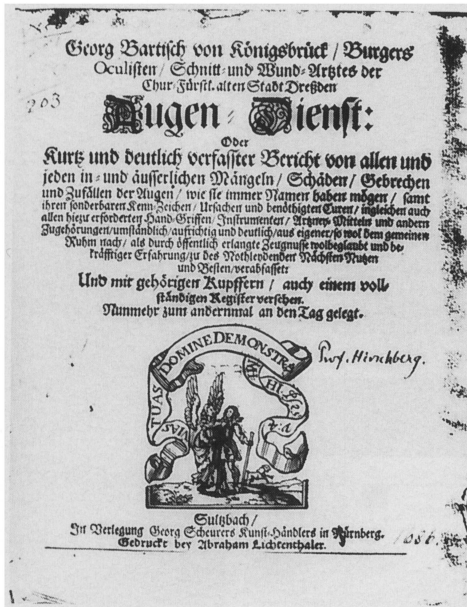 Georg Bartisch von Königsbrück / Burgers
Oculisten / Schnitt-und Wund-Artztes der
Chur-Fürstl. alten Stadt Dreßden
Augen-Dienst:
Oder
Kurtz und deutlich verfasster Bericht von allen und
jeden in- und äusserlichen Mängeln / Schäden / Gebrechen
und Zufällen der Augen / wie sie immer Namen haben mögen / samt
ihren sonderbaren Kenn-Zeichen / Ursachen und benöthigten Curen / ingleichen auch
allen hiezu erforderten Hand-Griffen / Instrumenten / Artzney-Mitteln und andern
Zugehörungen / umständlich / aufrichtig und deutlich / aus eigener / so wol dem gemeinen
Ruhm nach / als durch öffentlich erlangte Zeugnusse wolbeglaubt und be-
kräfftiger Erfahrung / zu des Nothleydenden Nächsten Nutzen
und Besten / verabfasset:
Und mit gehörigen Kupffern / auch einem voll-
ständigen Register versehen.
Nunmehr zum andernmal an den Tag gelegt.
203
DOMINE DEMONSTRA
MIHI
VIAS TUAS
Ps 25
Prof. Hirschberg.
Sultzbach /
In Verlegung Georg Scheurers Kunst-Händlers in Nürnberg.
Gedruckt bey Abraham Lichtenthaler.
1686.